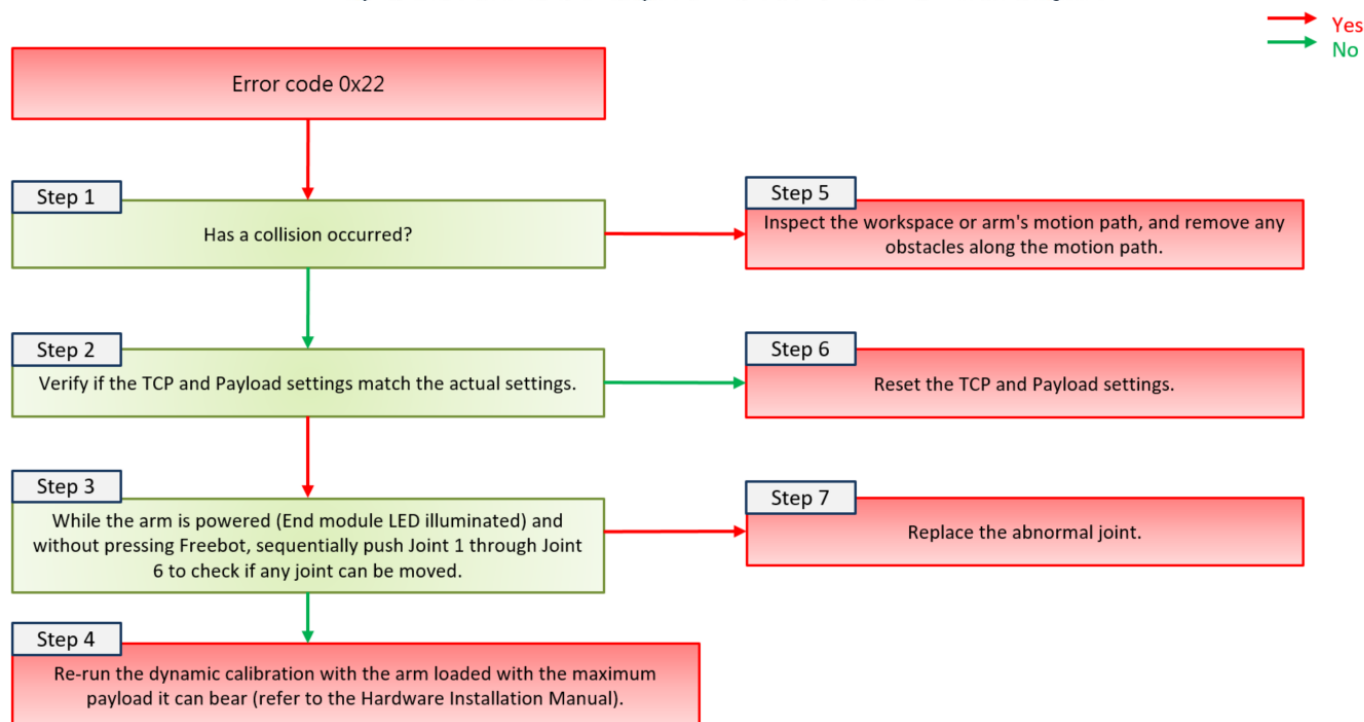 Yes
No
Error code 0x22
Step 1
Has a collision occurred?
Step 5
Inspect the workspace or arm's motion path, and remove any
obstacles along the motion path.
Step 2
Verify if the TCP and Payload settings match the actual settings.
Step 6
Reset the TCP and Payload settings.
Step 3
While the arm is powered (End module LED illuminated) and
without pressing Freebot, sequentially push Joint 1 through Joint
6 to check if any joint can be moved.
Step 7
Replace the abnormal joint.
Step 4
Re-run the dynamic calibration with the arm loaded with the maximum
payload it can bear (refer to the Hardware Installation Manual).